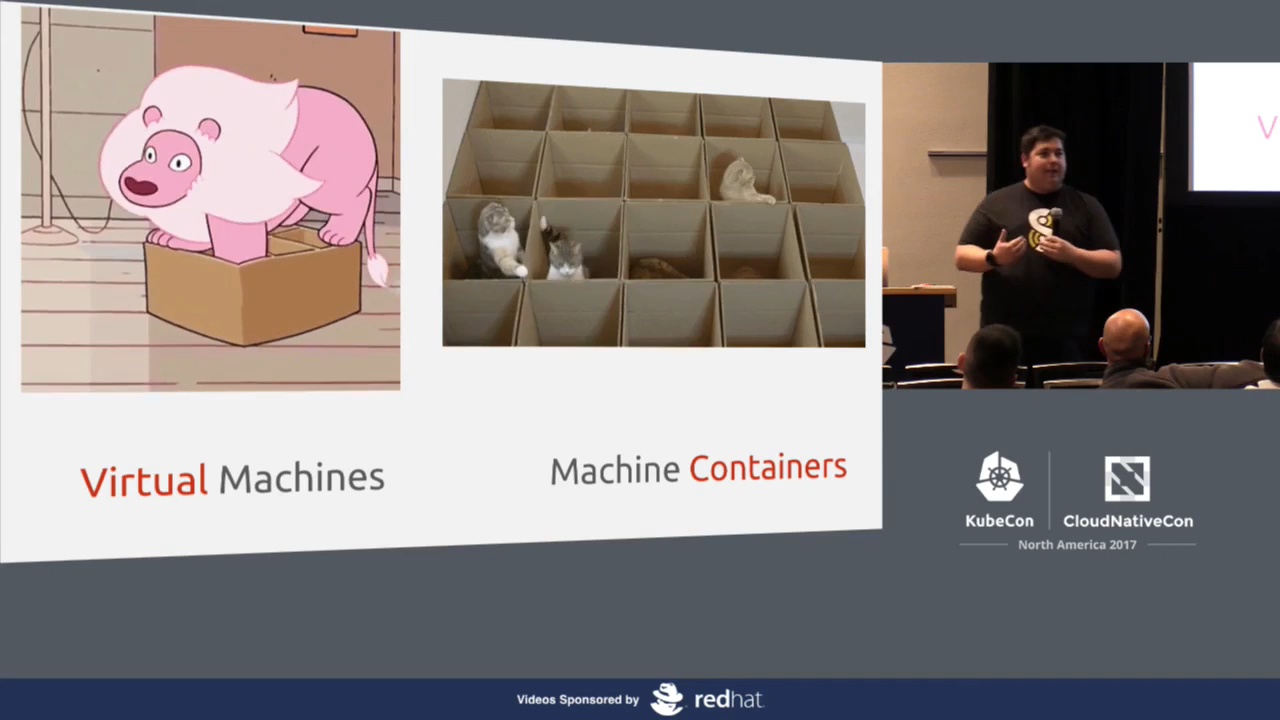 Virtual Machines
Machine Containers
V
KubeCon
CloudNativeCon
North America 2017
Videos Sponsored by
redhat.